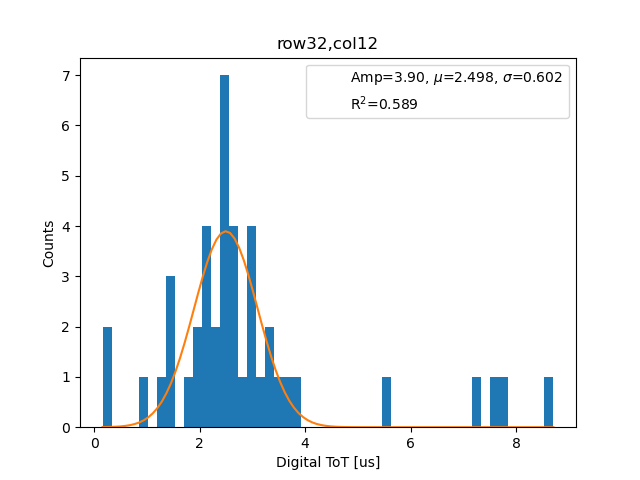 row32,col12
Amp=3.90, μ=2.498, σ=0.602
R²=0.589
Counts
7
6
5
4
3
2
1
0
0 2 4 6 8
Digital ToT [us]